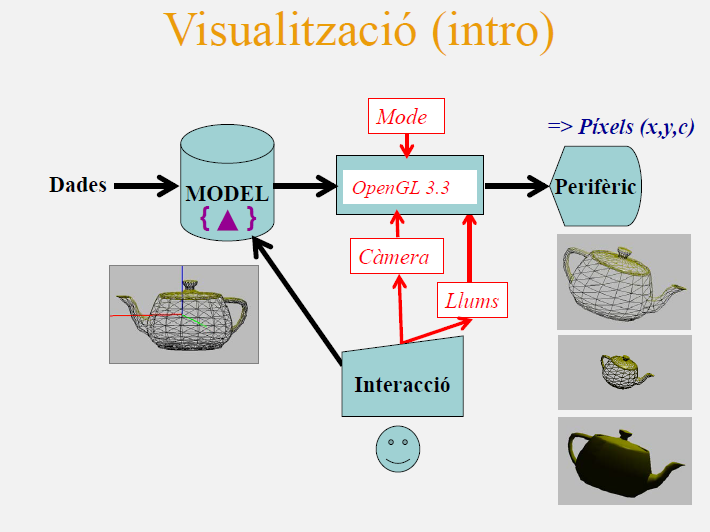 Visualització (intro)
Mode
=> Píxels (x,y,c)
Dades
MODEL
{▲}
OpenGL 3.3
Perifèric
Càmera
Llums
Interacció